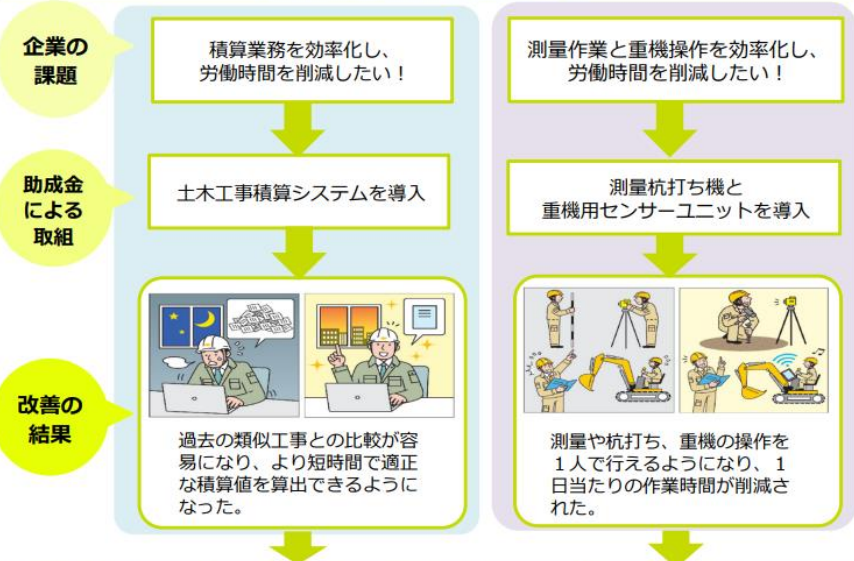 企業の
課題
積算業務を効率化し、
労働時間を削減したい！
測量作業と重機操作を効率化し、
労働時間を削減したい！
助成金
による
取組
土木工事積算システムを導入
測量杭打ち機と
重機用センサーユニットを導入
改善の
結果
過去の類似工事との比較が容
易になり、より短時間で適正
な積算値を算出できるように
なった。
測量や杭打ち、重機の操作を
１人で行えるようになり、１
日当たりの作業時間が削減さ
れた。